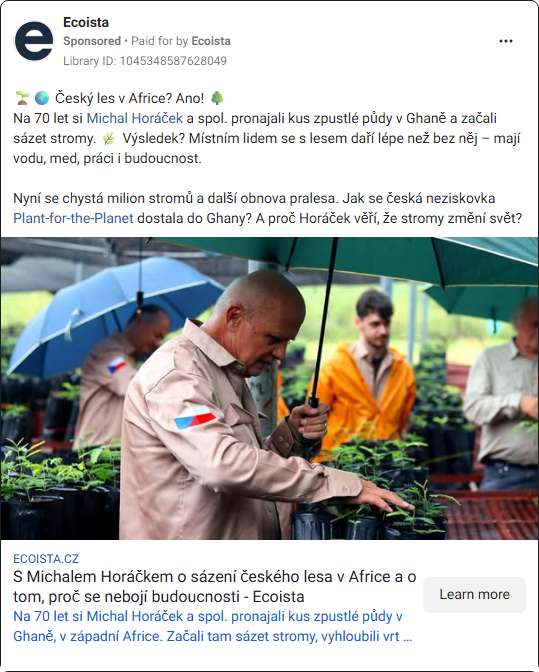 Ecoista
Sponsored • Paid for by Ecoista
Library ID: 1045348587628049
Český les v Africe? Ano!
Na 70 let si Michal Horáček a spol. pronajali kus zpustlé půdy v Ghaně a začali
sázet stromy. Výsledek? Místním lidem se s lesem daří lépe než bez něj – mají
vodu, med, práci i budoucnost.
Nyní se chystá milion stromů a další obnova pralesa. Jak se česká neziskovka
Plant-for-the-Planet dostala do Ghany? A proč Horáček věří, že stromy změní svět?
ECOISTA.CZ
S Michalem Horáčkem o sázení českého lesa v Africe a o
tom, proč se nebojí budoucnosti - Ecoista
Na 70 let si Michal Horáček a spol. pronajali kus zpustlé půdy v
Ghaně, v západní Africe. Začali tam sázet stromy, vyhloubili vrt ...
Learn more